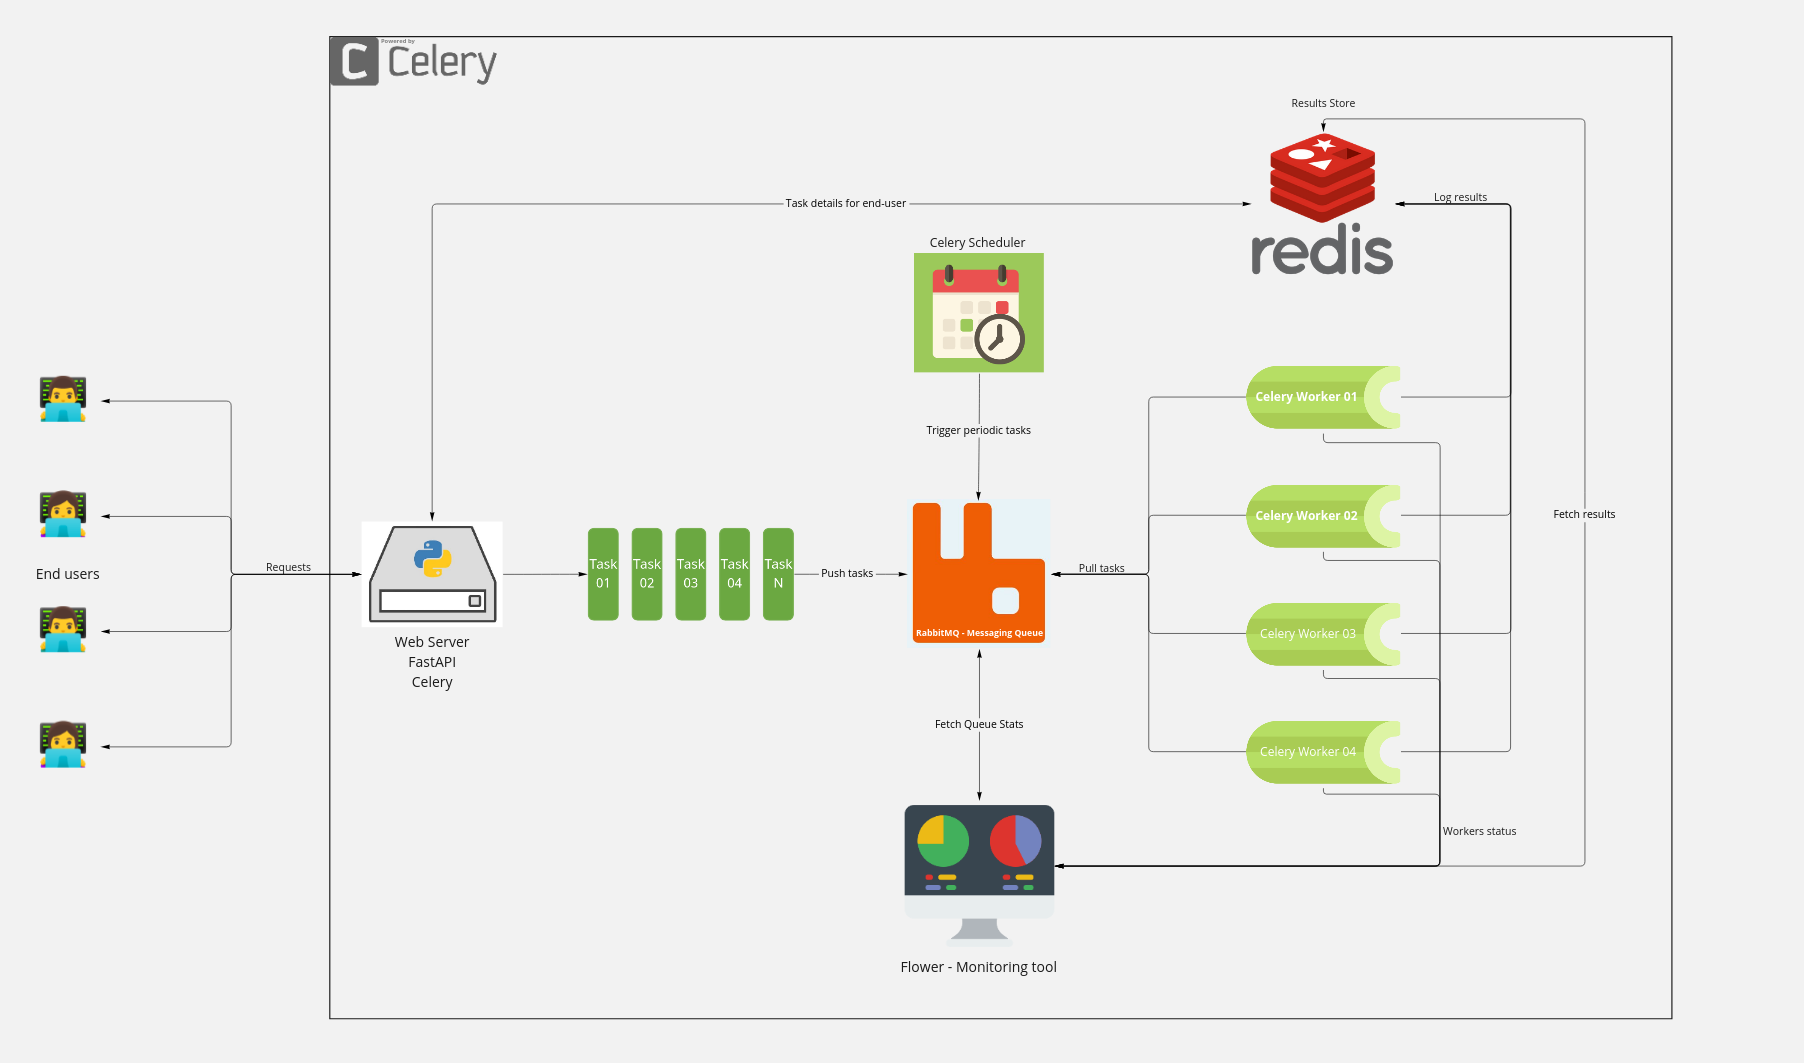 Powered by
C Celery
Results Store
Task details for end-user
Log results
redis
Celery Scheduler
Trigger periodic tasks
Celery Worker 01
Celery Worker 02
Celery Worker 03
Celery Worker 04
Fetch results
End users
Requests
Task
01
Task
02
Task
03
Task
04
Task
N
Push tasks
Pull tasks
RabbitMQ - Messaging Queue
Web Server
FastAPI
Celery
Fetch Queue Stats
Workers status
Flower - Monitoring tool